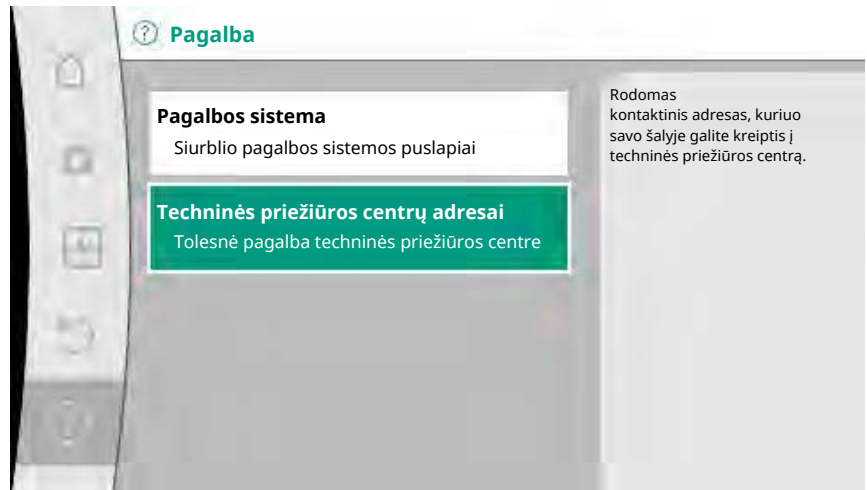 Pagalba
Pagalbos sistema
Siurblio pagalbos sistemos puslapiai
Techninės priežiūros centrų adresai
Tolesnė pagalba techninės priežiūros centre
Rodomas
kontaktinis adresas, kuriuo
savo šalyje galite kreiptis į
techninės priežiūros centrą.